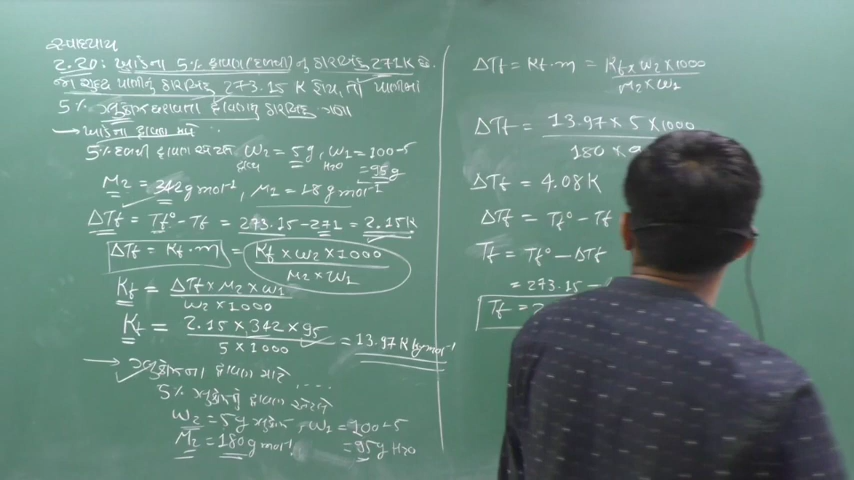 સ્વાધ્યાય
2.20: ખાંડના 5% દ્રાવણ(દળથી) નું ઠારબિંદુ 271K છે.
જો શુદ્ધ પાણીનું ઠારબિંદુ 273.15 K હોય, તો પાણીમાં
5% ગ્લુકોઝ દ્રાવણનું ઠારબિંદુ ગણો
→ ખાંડના દ્રાવણ માટે
5% દળથી દ્રાવણ એટલે W₂ = 5g, W₁ = 100-5
H₂O = 95g
M₂ = 342 g mol⁻¹, M₁ = 18 g mol⁻¹
ΔTf = Tf° - Tf = 273.15 - 271 = 2.15K
ΔTf = Kf·m = Kf × W₂ × 1000
M₂ × W₁
Kf = ΔTf × M₂ × W₁
W₂ × 1000
Kf = 2.15 × 342 × 95 = 13.97 K kg mol⁻¹
5 × 1000
→ ગ્લુકોઝના દ્રાવણ માટે
5% ગ્લુકોઝનું દ્રાવણ એટલે
W₂ = 5g ગ્લુકોઝ, W₁ = 100-5
M₂ = 180 g mol⁻¹ = 95g H₂O
ΔTf = Kf·m = Kf × W₂ × 1000
M₂ × W₁
ΔTf = 13.97 × 5 × 1000
180 × 9
ΔTf = 4.08 K
ΔTf = Tf° - Tf
Tf = Tf° - ΔTf
= 273.15 -
Tf = 2